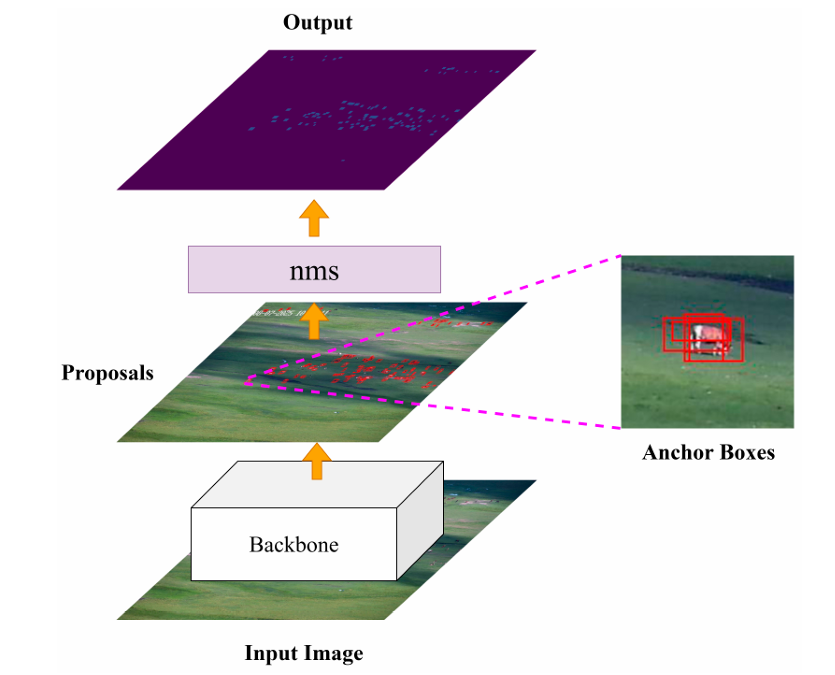 Output
nms
Proposals
Anchor Boxes
Backbone
Input Image